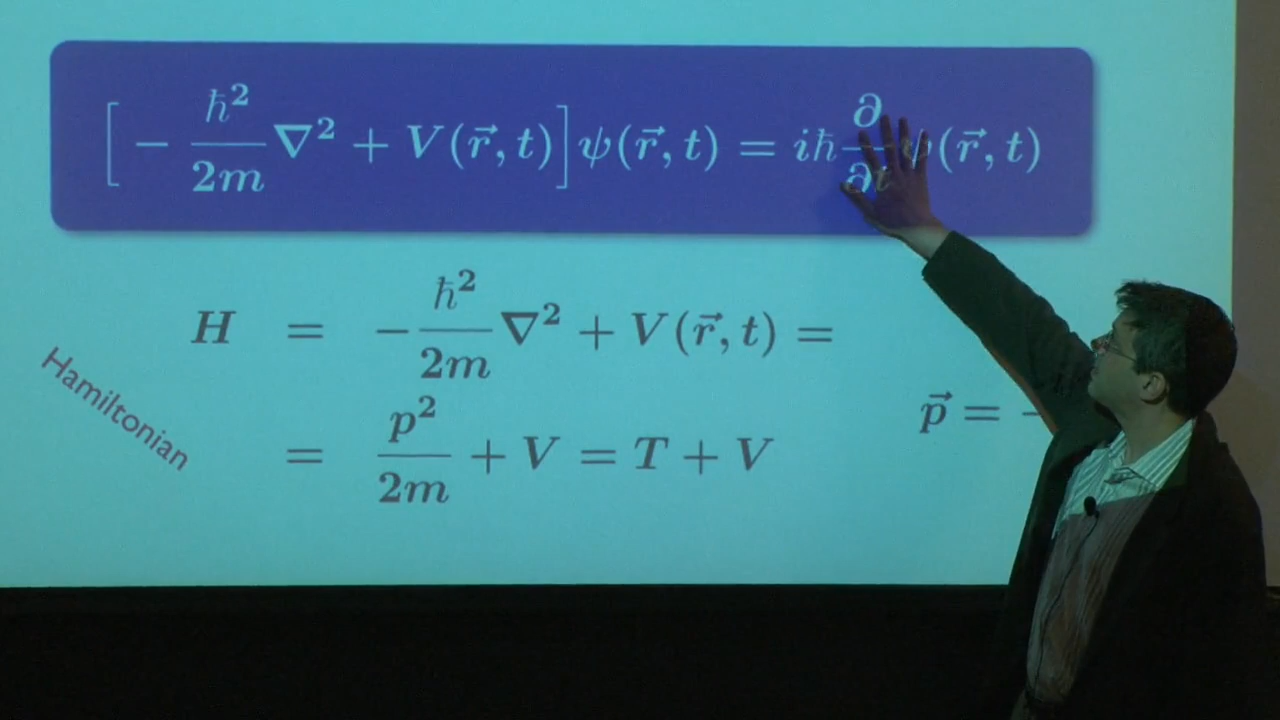 [ − ħ²/2m ∇² + V(r⃗, t) ] ψ(r⃗, t) = iħ ∂/∂t ψ(r⃗, t)
H = − ħ²/2m ∇² + V(r⃗, t) =
Hamiltonian
= p²/2m + V = T + V
p⃗ = −